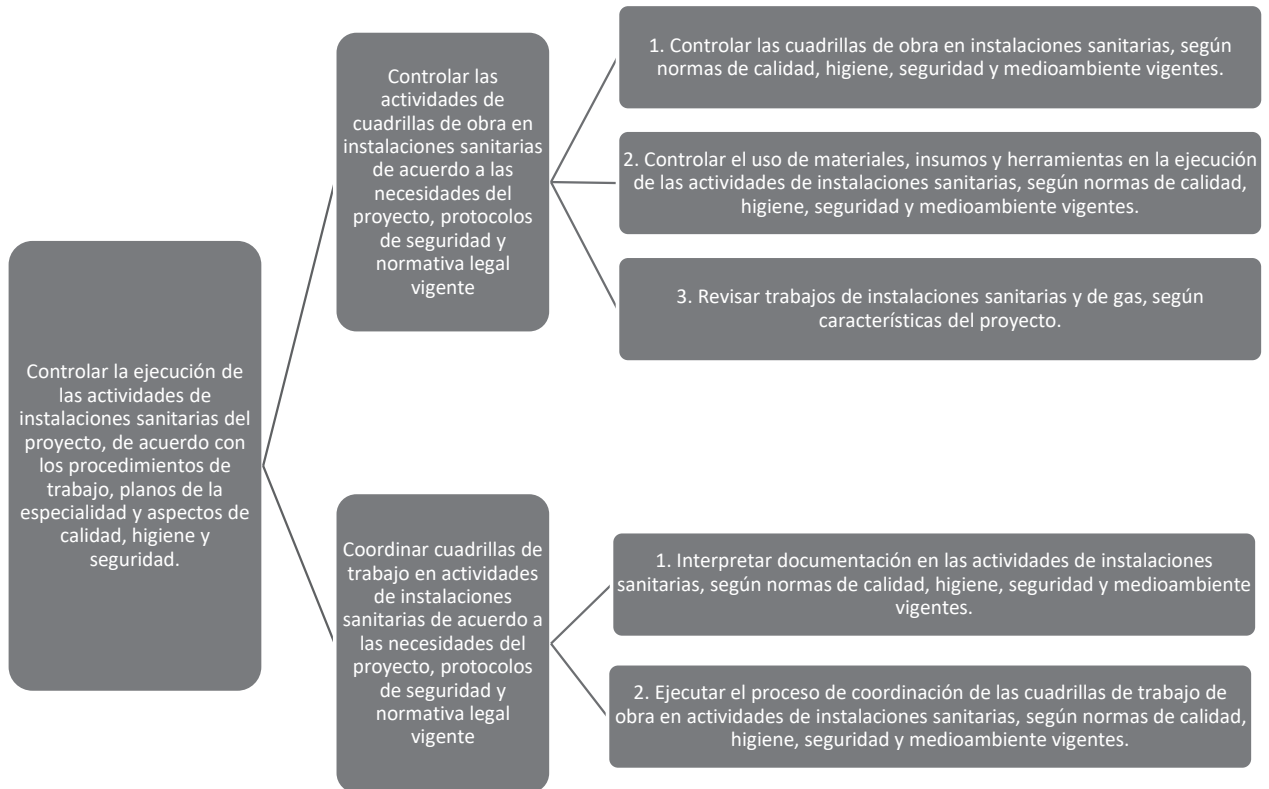 Controlar la ejecución de
las actividades de
instalaciones sanitarias del
proyecto, de acuerdo con
los procedimientos de
trabajo, planos de la
especialidad y aspectos de
calidad, higiene y
seguridad.
Controlar las
actividades de
cuadrillas de obra en
instalaciones sanitarias
de acuerdo a las
necesidades del
proyecto, protocolos
de seguridad y
normativa legal
vigente
1. Controlar las cuadrillas de obra en instalaciones sanitarias, según
normas de calidad, higiene, seguridad y medioambiente vigentes.
2. Controlar el uso de materiales, insumos y herramientas en la ejecución
de las actividades de instalaciones sanitarias, según normas de calidad,
higiene, seguridad y medioambiente vigentes.
3. Revisar trabajos de instalaciones sanitarias y de gas, según
características del proyecto.
Coordinar cuadrillas de
trabajo en actividades
de instalaciones
sanitarias de acuerdo a
las necesidades del
proyecto, protocolos
de seguridad y
normativa legal
vigente
1. Interpretar documentación en las actividades de instalaciones
sanitarias, según normas de calidad, higiene, seguridad y medioambiente
vigentes.
2. Ejecutar el proceso de coordinación de las cuadrillas de trabajo de
obra en actividades de instalaciones sanitarias, según normas de calidad,
higiene, seguridad y medioambiente vigentes.